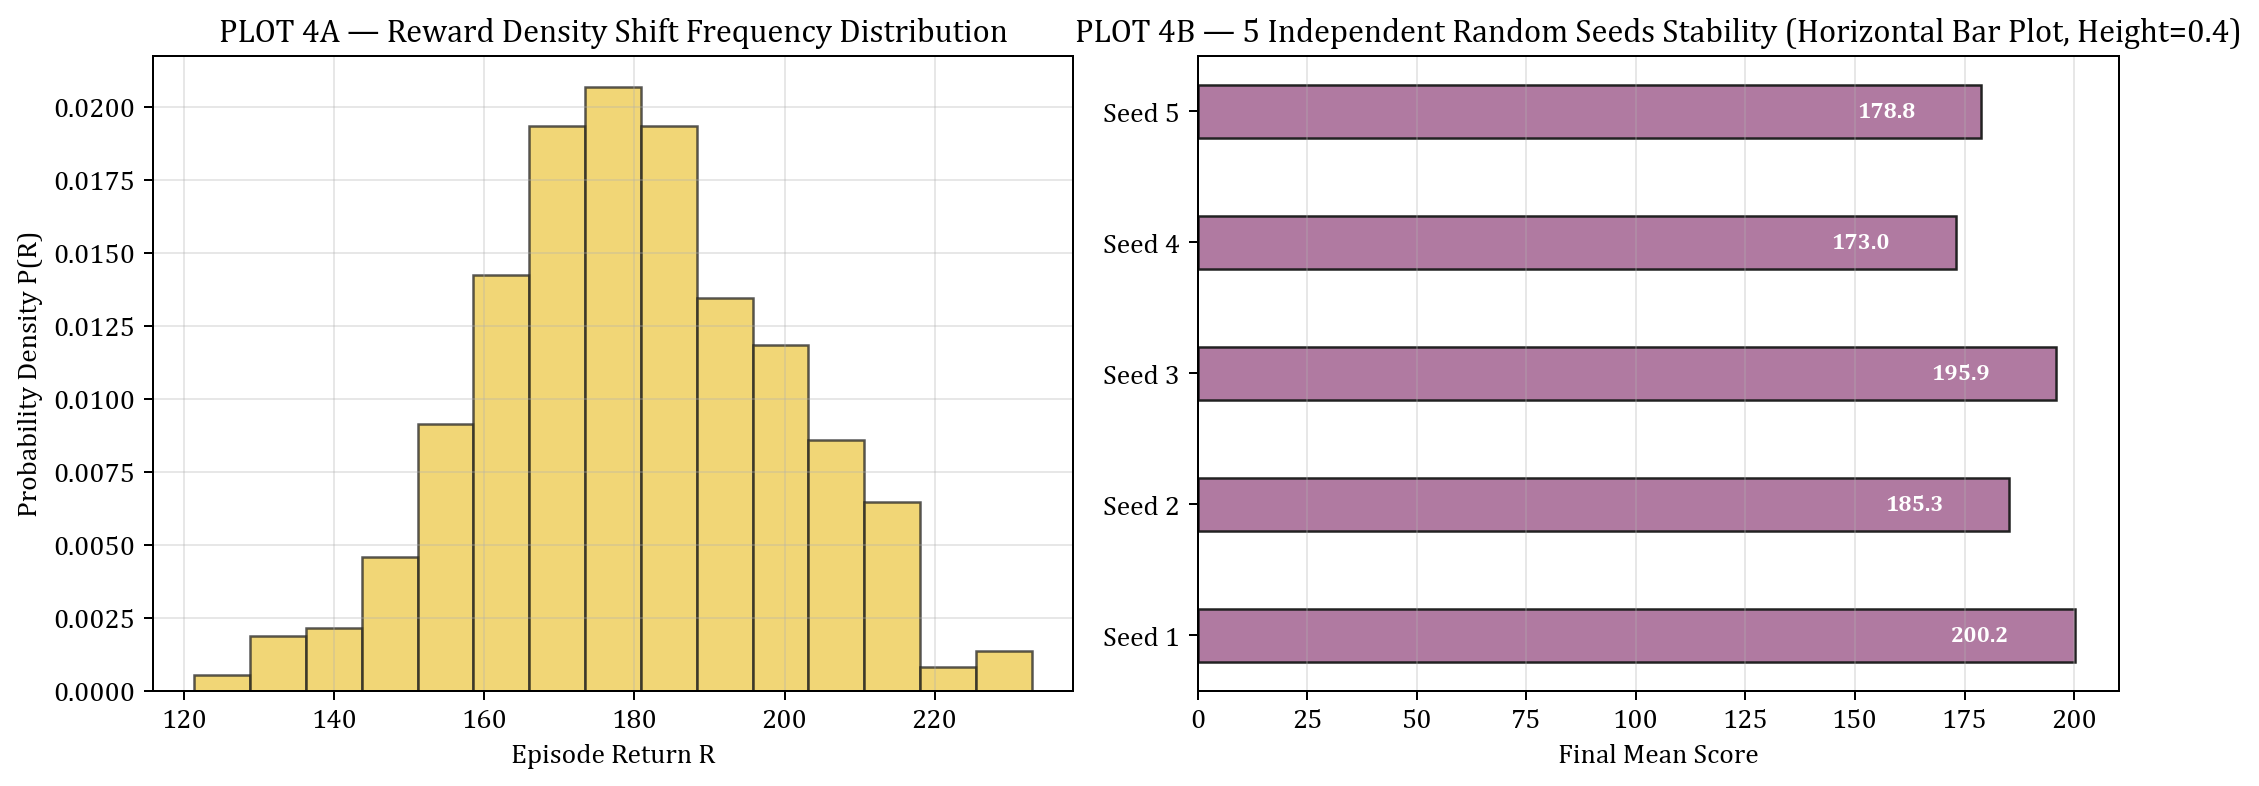 PLOT 4A — Reward Density Shift Frequency Distribution
Probability Density P(R)
0.0200
0.0175
0.0150
0.0125
0.0100
0.0075
0.0050
0.0025
0.0000
120 140 160 180 200 220
Episode Return R
PLOT 4B — 5 Independent Random Seeds Stability (Horizontal Bar Plot, Height=0.4)
Seed 5 178.8
Seed 4 173.0
Seed 3 195.9
Seed 2 185.3
Seed 1 200.2
0 25 50 75 100 125 150 175 200
Final Mean Score